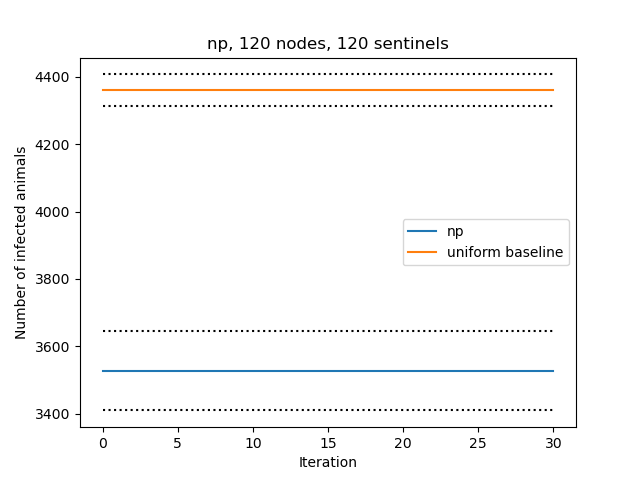 np, 120 nodes, 120 sentinels
Number of infected animals
4400
4200
4000
3800
3600
3400
np
uniform baseline
0 5 10 15 20 25 30
Iteration